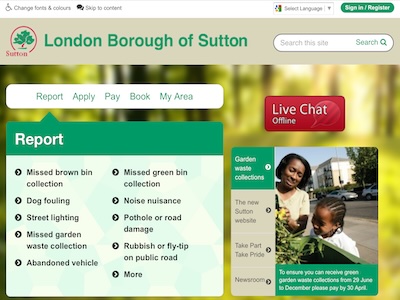 Change fonts & colours
Skip to content
Select Language
▼
Sign in / Register
Sutton
London Borough of Sutton
Search this site
Search
Report
Apply
Pay
Book
My Area
Report
Missed brown bin
collection
Dog fouling
Street lighting
Missed garden
waste collection
Abandoned vehicle
Missed green bin
collection
Noise nuisance
Pothole or road
damage
Rubbish or fly-tip
on public road
More
Live Chat
Offline
Garden
waste
collections
The new
Sutton
website
Take Part
Take Pride
Newsroom
To ensure you can receive green
garden waste collections from 29 June
to December please pay by 30 April.